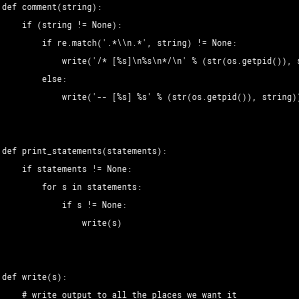 def comment(string):
if (string != None):
if re.match('.*\\n.*', string) != None:
write('/* [%s]\n%s\n*/\n' % (str(os.getpid()),
else:
write('-- [%s] %s' % (str(os.getpid()), string))
def print_statements(statements):
if statements != None:
for s in statements:
if s != None:
write(s)
def write(s):
# write output to all the places we want it